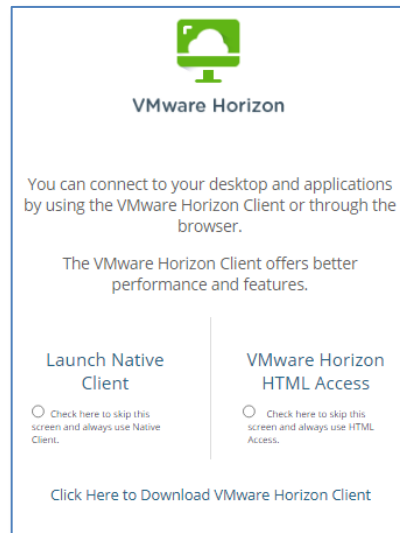 VMware Horizon
You can connect to your desktop and applications
by using the VMware Horizon Client or through the
browser.
The VMware Horizon Client offers better
performance and features.
Launch Native
Client
Check here to skip this
screen and always use Native
Client.
VMware Horizon
HTML Access
Check here to skip this
screen and always use HTML
Access.
Click Here to Download VMware Horizon Client